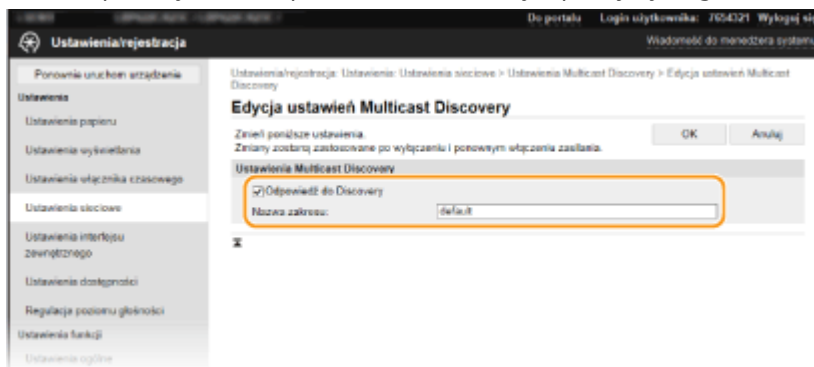 Do portalu Login użytkownika: 7654321 Wyloguj się
Ustawienia/rejestracja
Wiadomość do menedżera systemu
Ponownie uruchom urządzenie
Ustawienia/rejestracja: Ustawienia: Ustawienia sieciowe > Ustawienia Multicast Discovery > Edycja ustawień Multicast
Discovery
Ustawienia
Edycja ustawień Multicast Discovery
Ustawienia papieru
Zmień poniższe ustawienia.
Zmiany zostaną zastosowane po wyłączeniu i ponownym włączeniu zasilania.
OK Anuluj
Ustawienia wyświetlania
Ustawienia Multicast Discovery
Ustawienia włącznika czasowego
Odpowiedź do Discovery
Ustawienia sieciowe
Nazwa zakresu: default
Ustawienia interfejsu
zewnętrznego
Ustawienia dostępności
Regulacja poziomu głośności
Ustawienia funkcji
Ustawienia ogólne